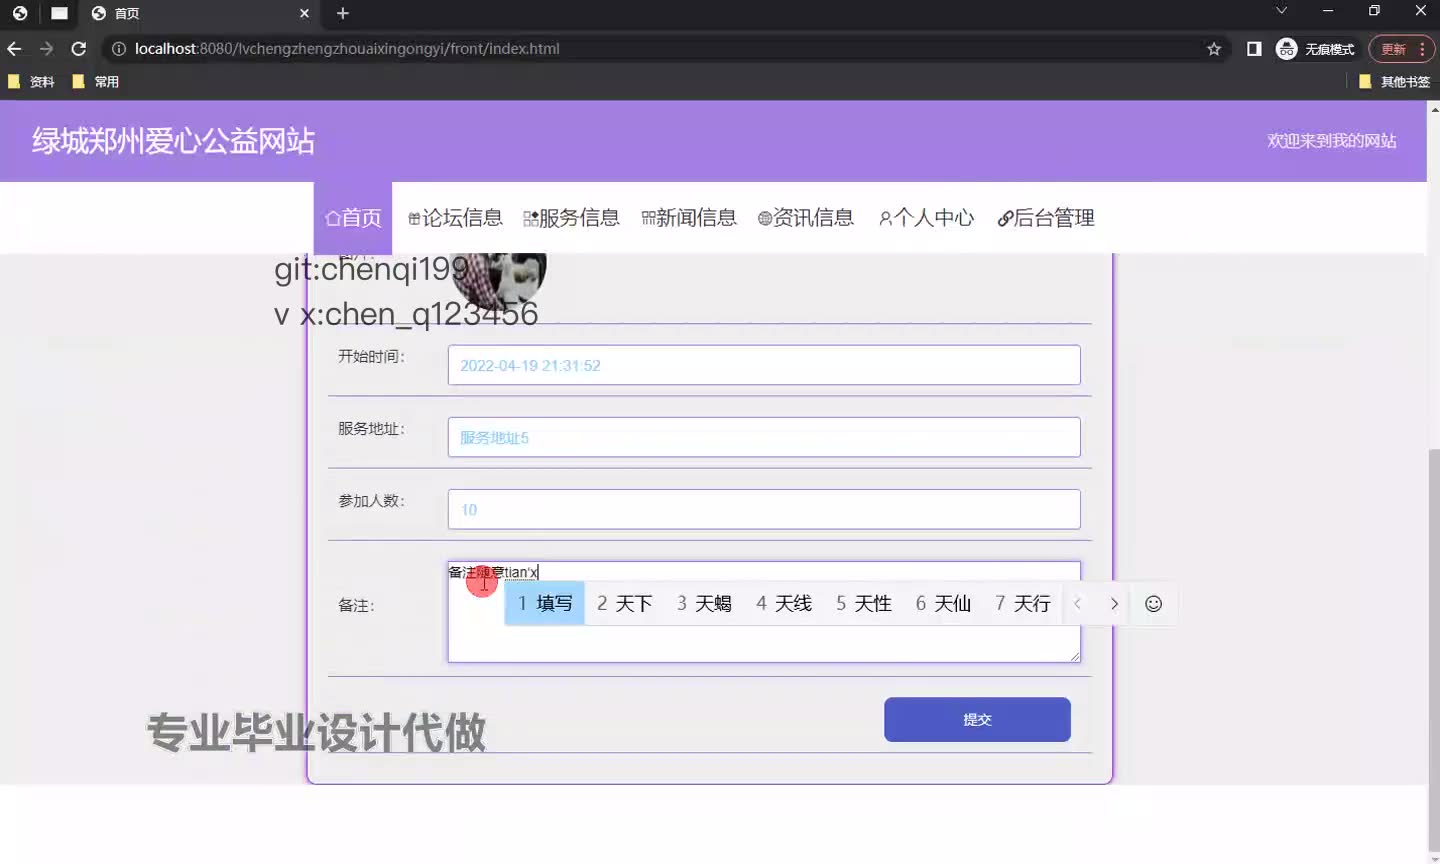 首页
localhost:8080/lvchengzhengzhouaixingongyi/front/index.html
无痕模式
更新
资料
常用
其他书签
绿城郑州爱心公益网站
欢迎来到我的网站
首页
论坛信息
服务信息
新闻信息
资讯信息
个人中心
后台管理
git:chenqi199
v x:chen_q123456
开始时间：
2022-04-19 21:31:52
服务地址：
服务地址5
参加人数：
10
备注：
备注随意tian'x
1 填写 2 天下 3 天蝎 4 天线 5 天性 6 天仙 7 天行
专业毕业设计代做
提交